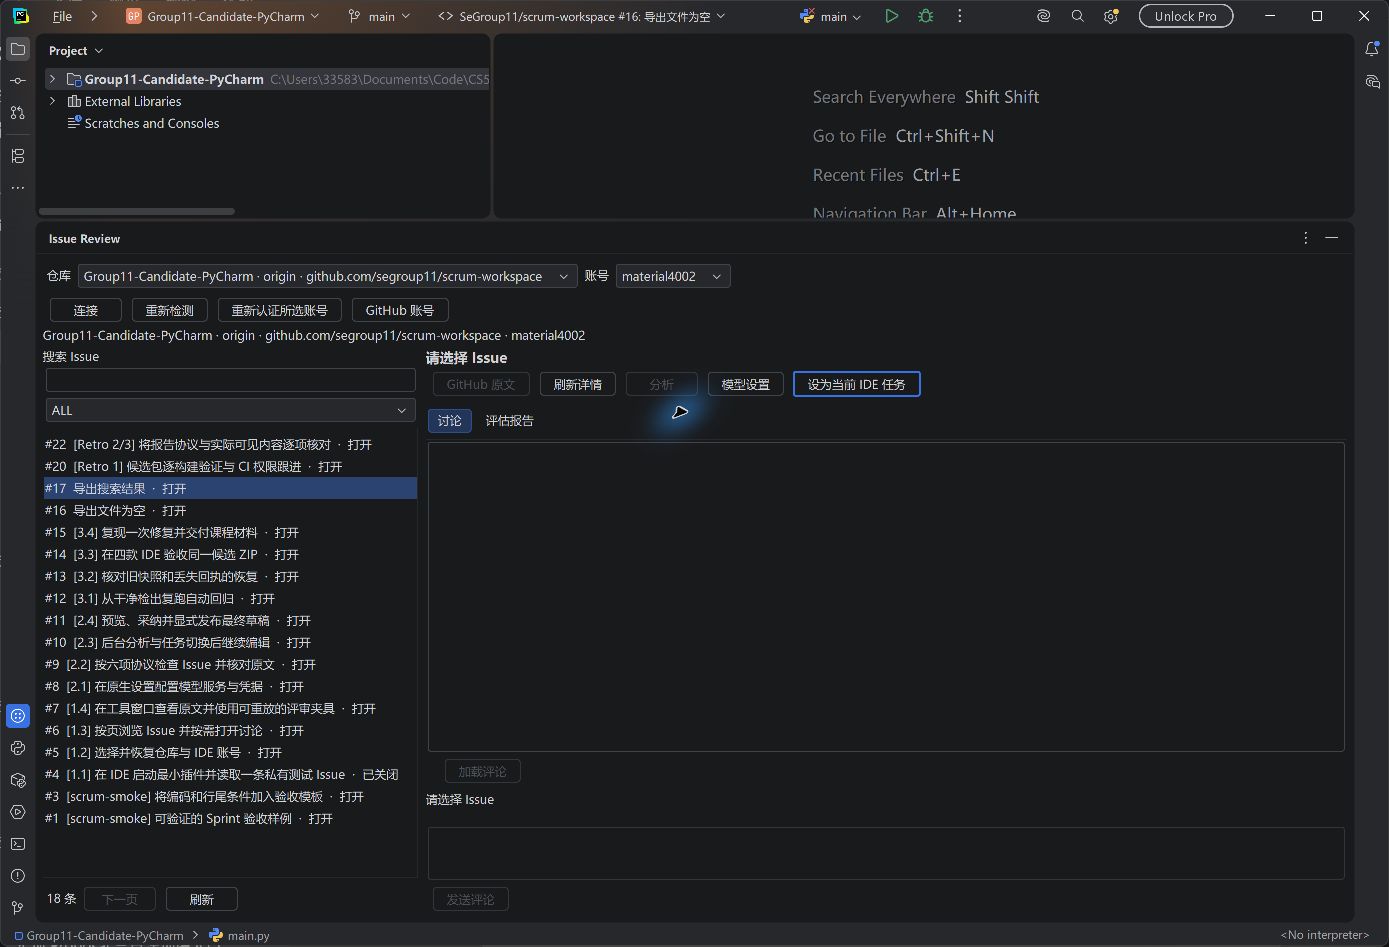 PC File GP Group11-Candidate-PyCharm main SeGroup11/scrum-workspace #16: 导出文件为空 main Unlock Pro
Project
Group11-Candidate-PyCharm C:\Users\33583\Documents\Code\CS5
External Libraries
Scratches and Consoles
Search Everywhere Shift Shift
Go to File Ctrl+Shift+N
Recent Files Ctrl+E
Navigation Bar Alt+Home
Issue Review
仓库 Group11-Candidate-PyCharm · origin · github.com/segroup11/scrum-workspace 账号 material4002
连接 重新检测 重新认证所选账号 GitHub 账号
Group11-Candidate-PyCharm · origin · github.com/segroup11/scrum-workspace · material4002
搜索 Issue
ALL
#22 [Retro 2/3] 将报告协议与实际可见内容逐项核对 · 打开
#20 [Retro 1] 候选包逐构建验证与 CI 权限跟进 · 打开
#17 导出搜索结果 · 打开
#16 导出文件为空 · 打开
#15 [3.4] 复现一次修复并交付课程材料 · 打开
#14 [3.3] 在四款 IDE 验收同一候选 ZIP · 打开
#13 [3.2] 核对旧快照和丢失回执的恢复 · 打开
#12 [3.1] 从干净检出复跑自动回归 · 打开
#11 [2.4] 预览、采纳并显式发布最终草稿 · 打开
#10 [2.3] 后台分析与任务切换后继续编辑 · 打开
#9 [2.2] 按六项协议检查 Issue 并核对原文 · 打开
#8 [2.1] 在原生设置配置模型服务与凭据 · 打开
#7 [1.4] 在工具窗口查看原文并使用可重放的评审夹具 · 打开
#6 [1.3] 按页浏览 Issue 并按需打开讨论 · 打开
#5 [1.2] 选择并恢复仓库与 IDE 账号 · 打开
#4 [1.1] 在 IDE 启动最小插件并读取一条私有测试 Issue · 已关闭
#3 [scrum-smoke] 将编码和行尾条件加入验收模板 · 打开
#1 [scrum-smoke] 可验证的 Sprint 验收样例 · 打开
18 条 下一页 刷新
请选择 Issue
GitHub 原文 刷新详情 分析 模型设置 设为当前 IDE 任务
讨论 评估报告
加载评论
请选择 Issue
发送评论
Group11-Candidate-PyCharm main.py <No interpreter>